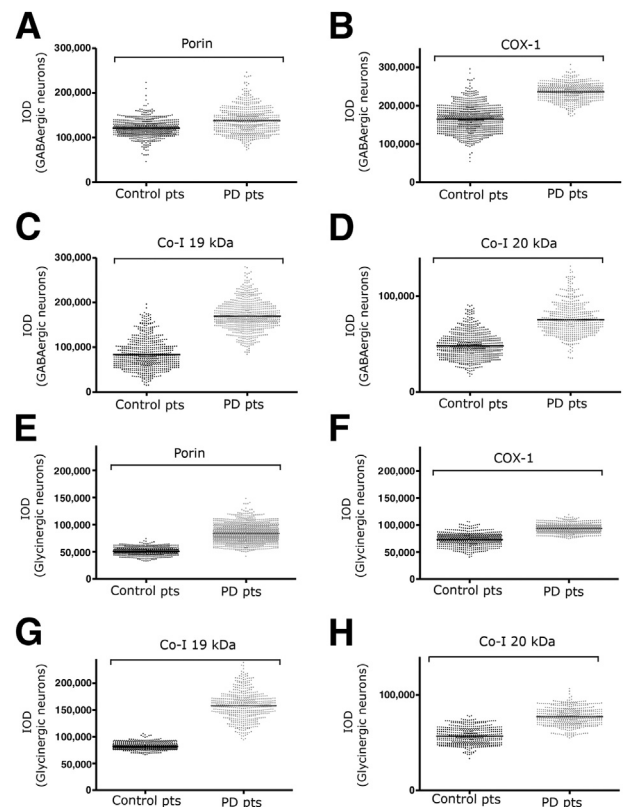 A
Porin
300,000
200,000
100,000
0
IOD
(GABAergic neurons)
Control pts
PD pts
B
COX-1
300,000
200,000
100,000
0
IOD
(GABAergic neurons)
Control pts
PD pts
C
Co-I 19 kDa
300,000
200,000
100,000
0
IOD
(GABAergic neurons)
Control pts
PD pts
D
Co-I 20 kDa
100,000
0
IOD
(GABAergic neurons)
Control pts
PD pts
E
Porin
200,000
150,000
100,000
50,000
0
IOD
(Glycinergic neurons)
Control pts
PD pts
F
COX-1
200,000
150,000
100,000
50,000
0
IOD
(Glycinergic neurons)
Control pts
PD pts
G
Co-I 19 kDa
200,000
150,000
100,000
50,000
0
IOD
(Glycinergic neurons)
Control pts
PD pts
H
Co-I 20 kDa
100,000
0
IOD
(Glycinergic neurons)
Control pts
PD pts